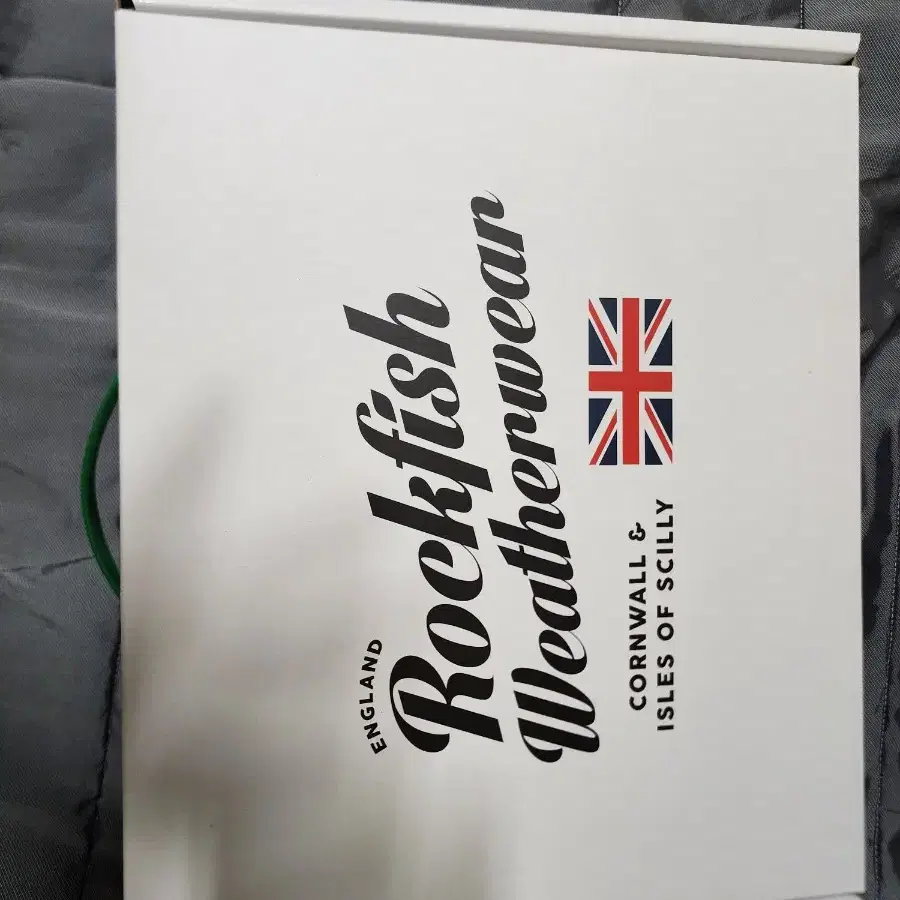 ENGLAND
Rockfish
Weatherwear
CORNWALL &
ISLES OF SCILLY